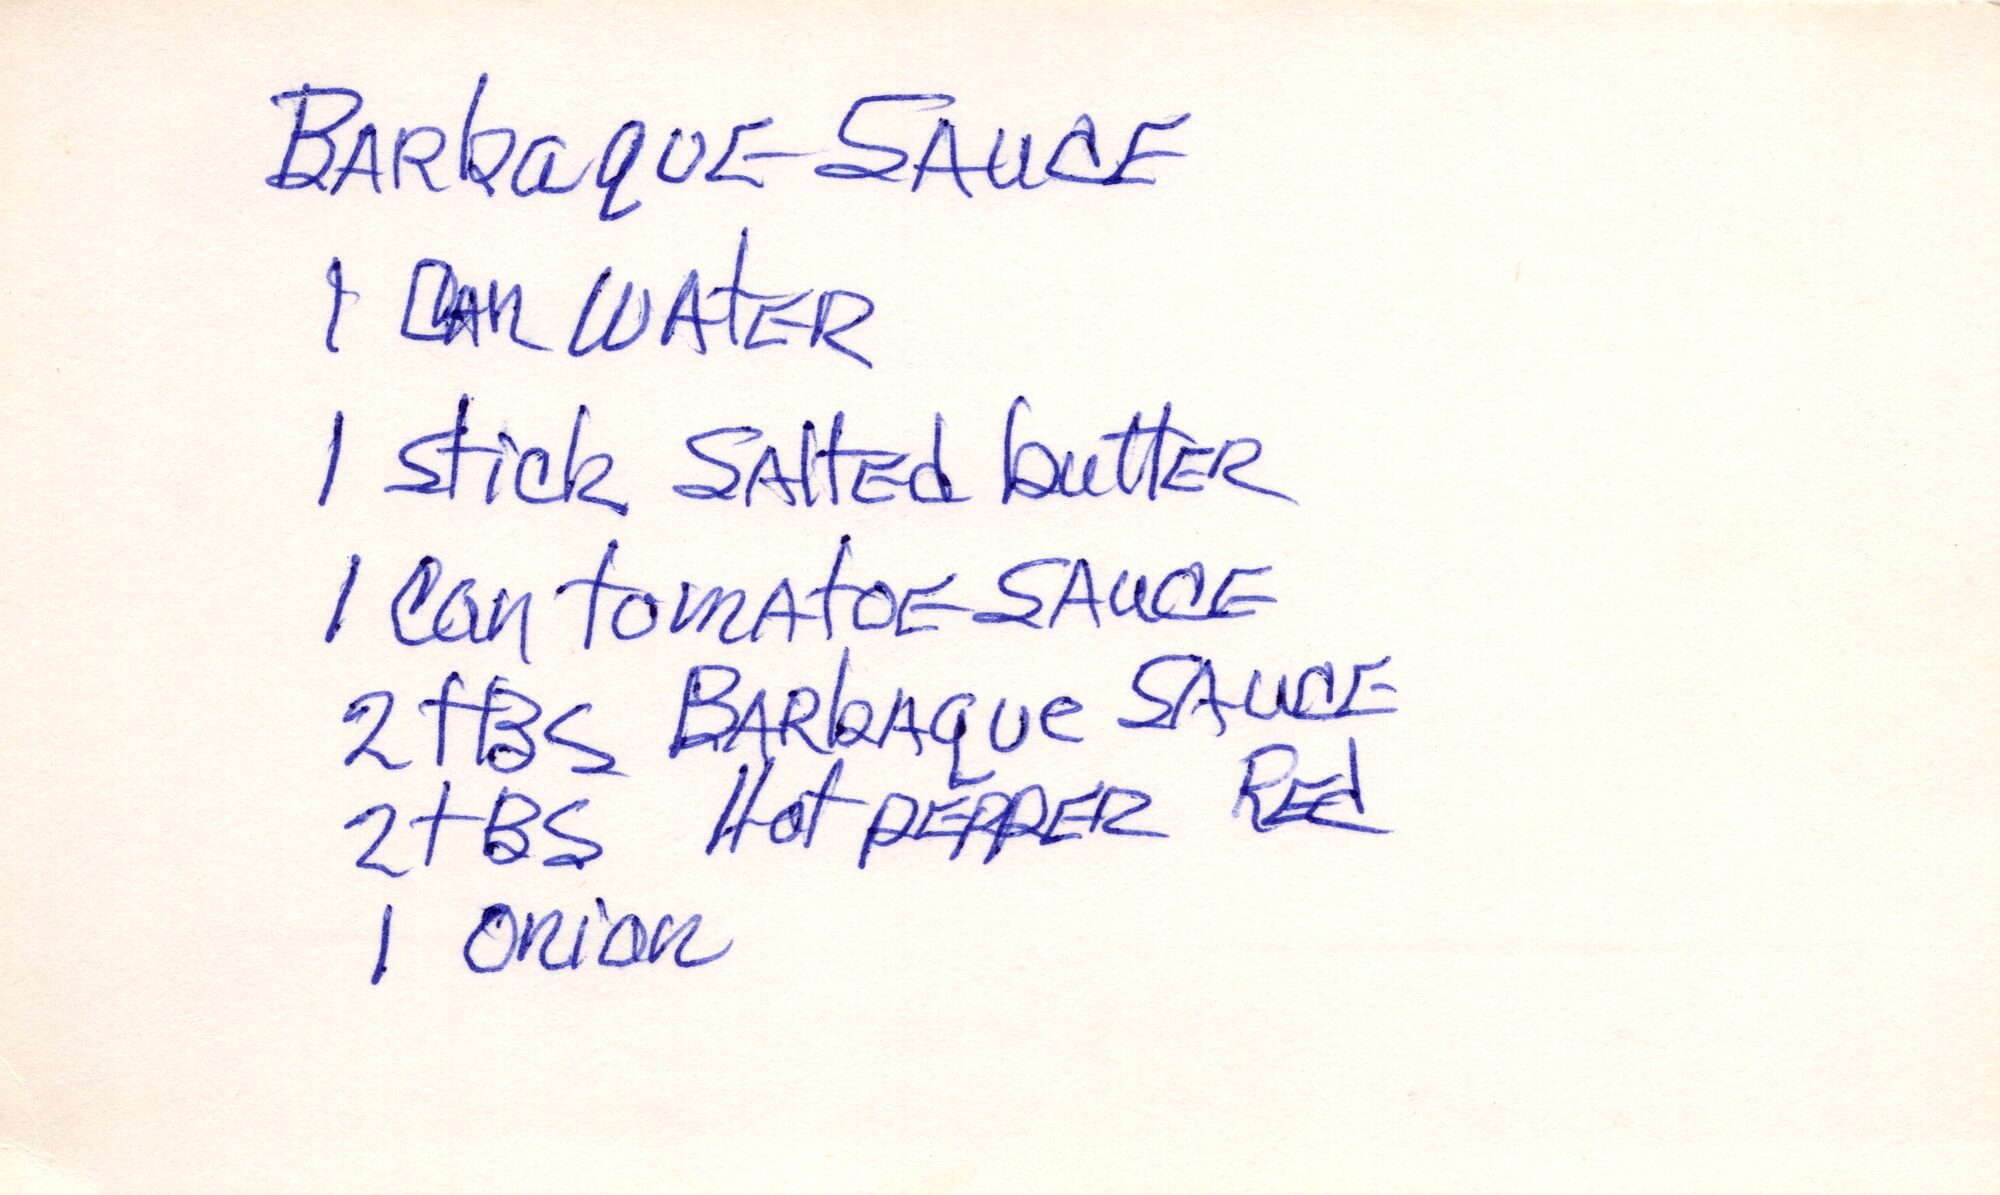 Barbaque Sauce
1 Can Water
1 stick Salted butter
1 Can tomatoe Sauce
2 tBS Barbaque Sauce
2 tBS Hot pepper Red
1 onion